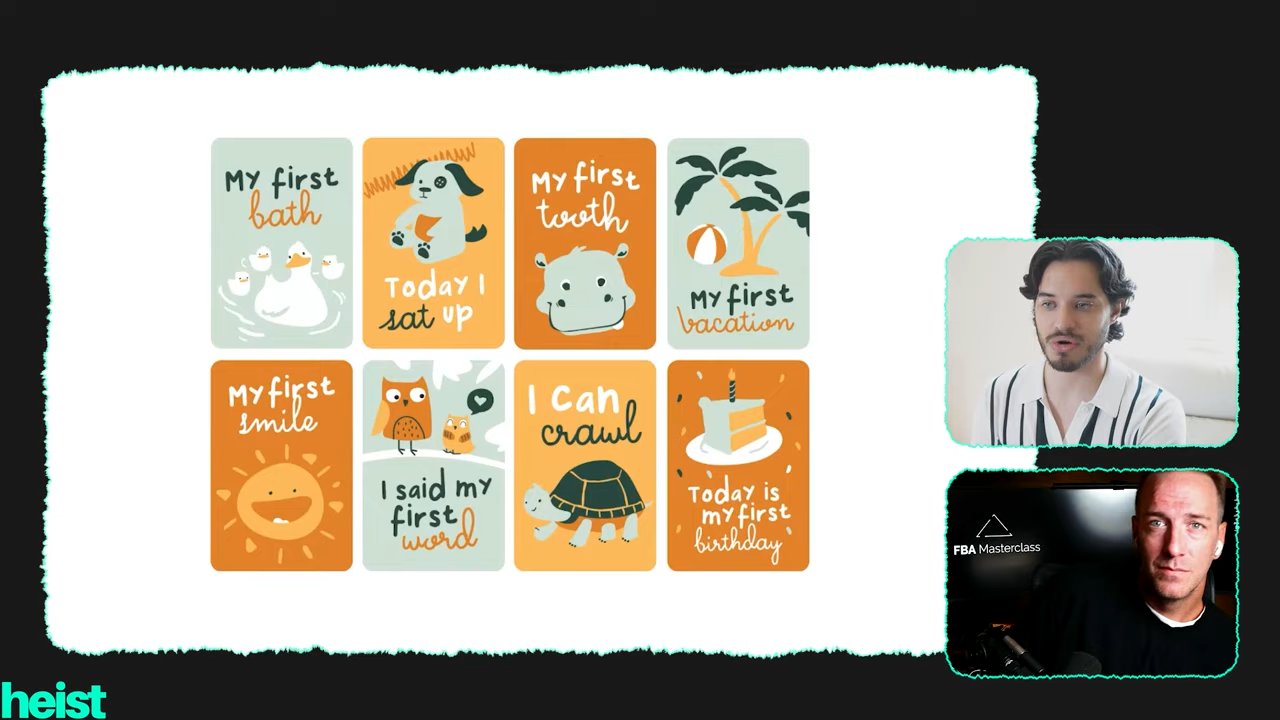 My first
bath
Today I
sat up
My first
tooth
My first
vacation
My first
smile
I said my
first
word
I can
crawl
Today is
my first
birthday
FBA Masterclass
heist